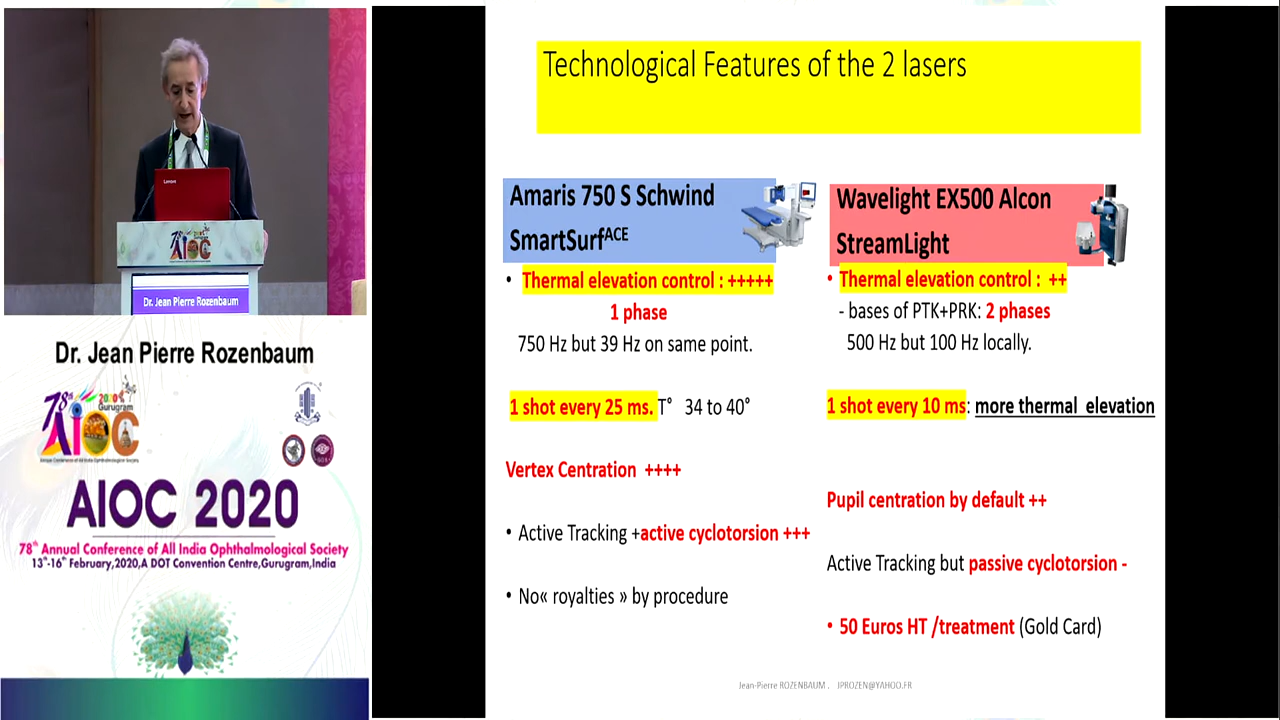 Technological Features of the 2 lasers
Amaris 750 S Schwind
SmartSurfACE
• Thermal elevation control : +++++
1 phase
750 Hz but 39 Hz on same point.
1 shot every 25 ms. T° 34 to 40°
Vertex Centration ++++
• Active Tracking +active cyclotorsion +++
• No« royalties » by procedure
Wavelight EX500 Alcon
StreamLight
• Thermal elevation control : ++
- bases of PTK+PRK: 2 phases
500 Hz but 100 Hz locally.
1 shot every 10 ms: more thermal elevation
Pupil centration by default ++
Active Tracking but passive cyclotorsion -
• 50 Euros HT /treatment (Gold Card)
Jean-Pierre ROZENBAUM . JPROZEN@YAHOO.FR
Lenovo
AIOC
Dr. Jean Pierre Rozenbaum
Dr. Jean Pierre Rozenbaum
78th 2020
Gurugram
AIOC
AIOC 2020
78th Annual Conference of All India Ophthalmological Society
13th-16th February,2020,A DOT Convention Centre,Gurugram,India